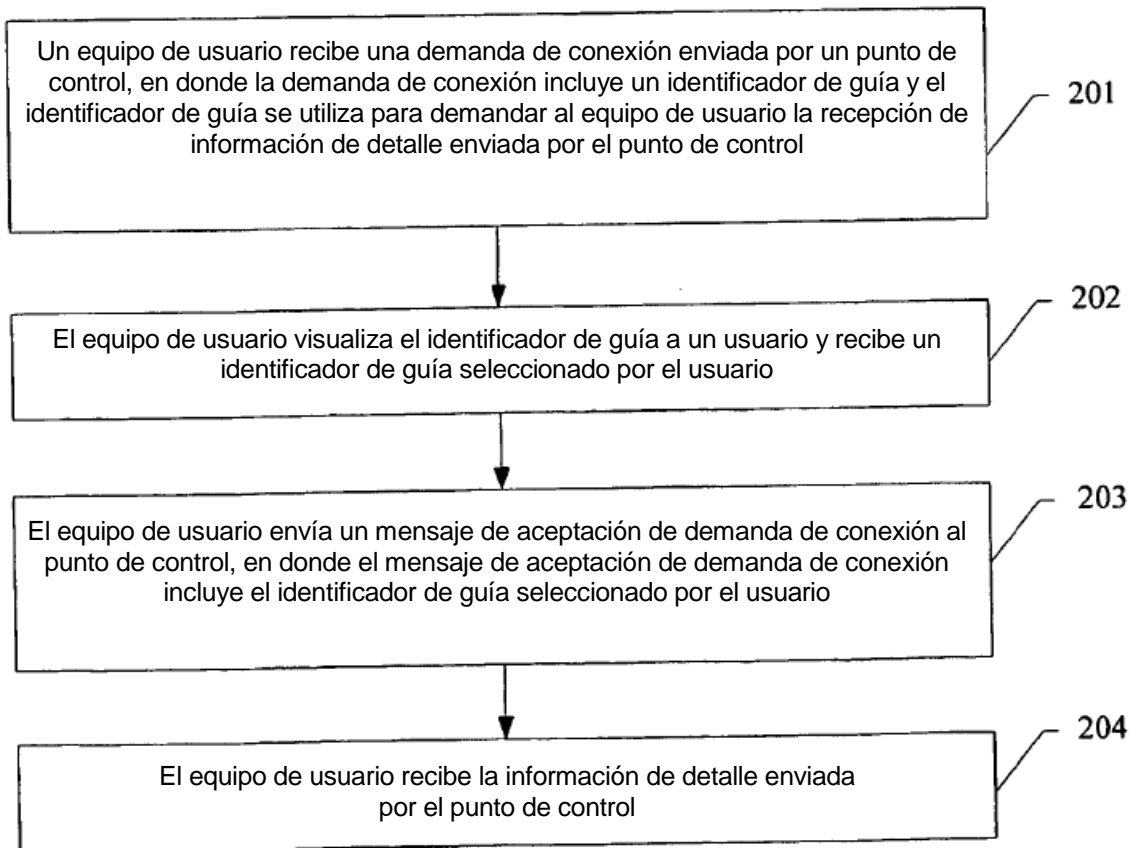 Un equipo de usuario recibe una demanda de conexión enviada por un punto de
control, en donde la demanda de conexión incluye un identificador de guía y el
identificador de guía se utiliza para demandar al equipo de usuario la recepción de
información de detalle enviada por el punto de control
201
El equipo de usuario visualiza el identificador de guía a un usuario y recibe un
identificador de guía seleccionado por el usuario
202
El equipo de usuario envía un mensaje de aceptación de demanda de conexión al
punto de control, en donde el mensaje de aceptación de demanda de conexión
incluye el identificador de guía seleccionado por el usuario
203
El equipo de usuario recibe la información de detalle enviada
por el punto de control
204